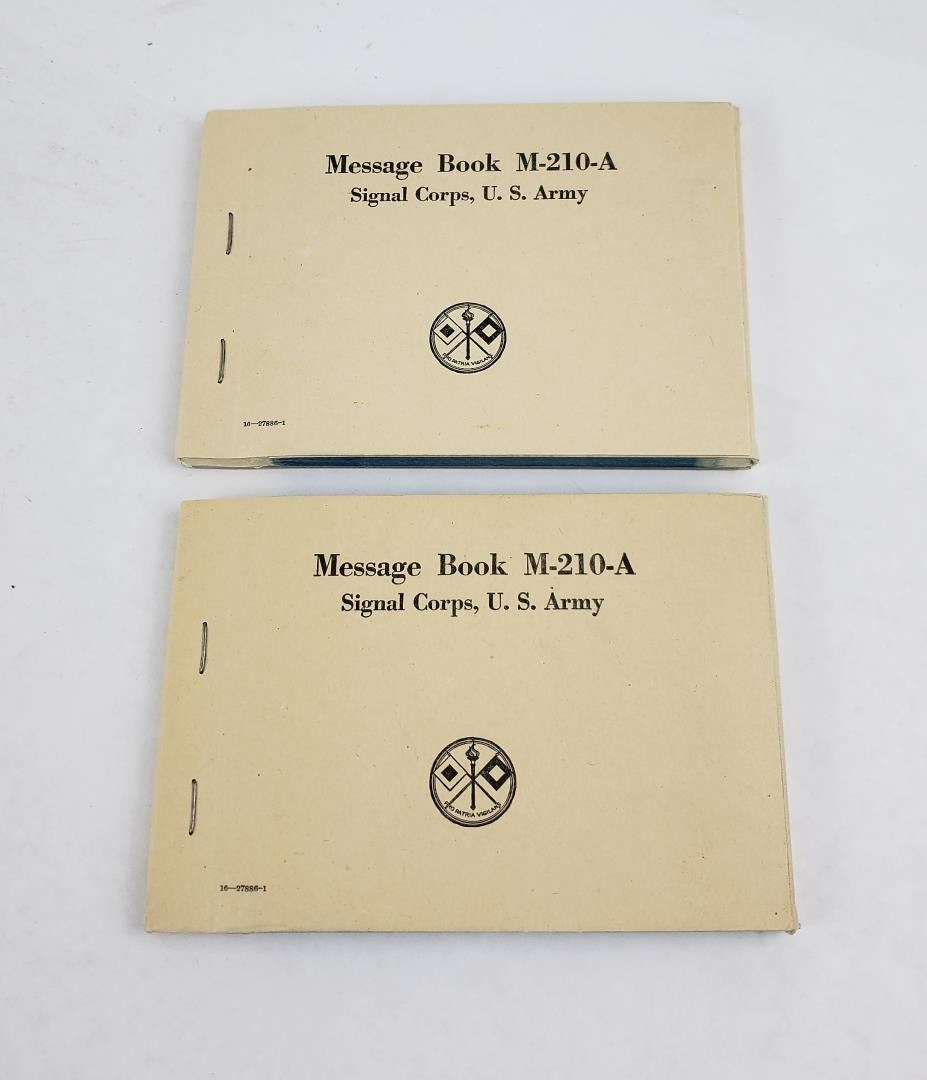 Message Book M-210-A
Signal Corps, U. S. Army
PRO PATRIA VIGILANS
16—27886-1
Message Book M-210-A
Signal Corps, U. S. Army
PRO PATRIA VIGILANS
16—27886-1